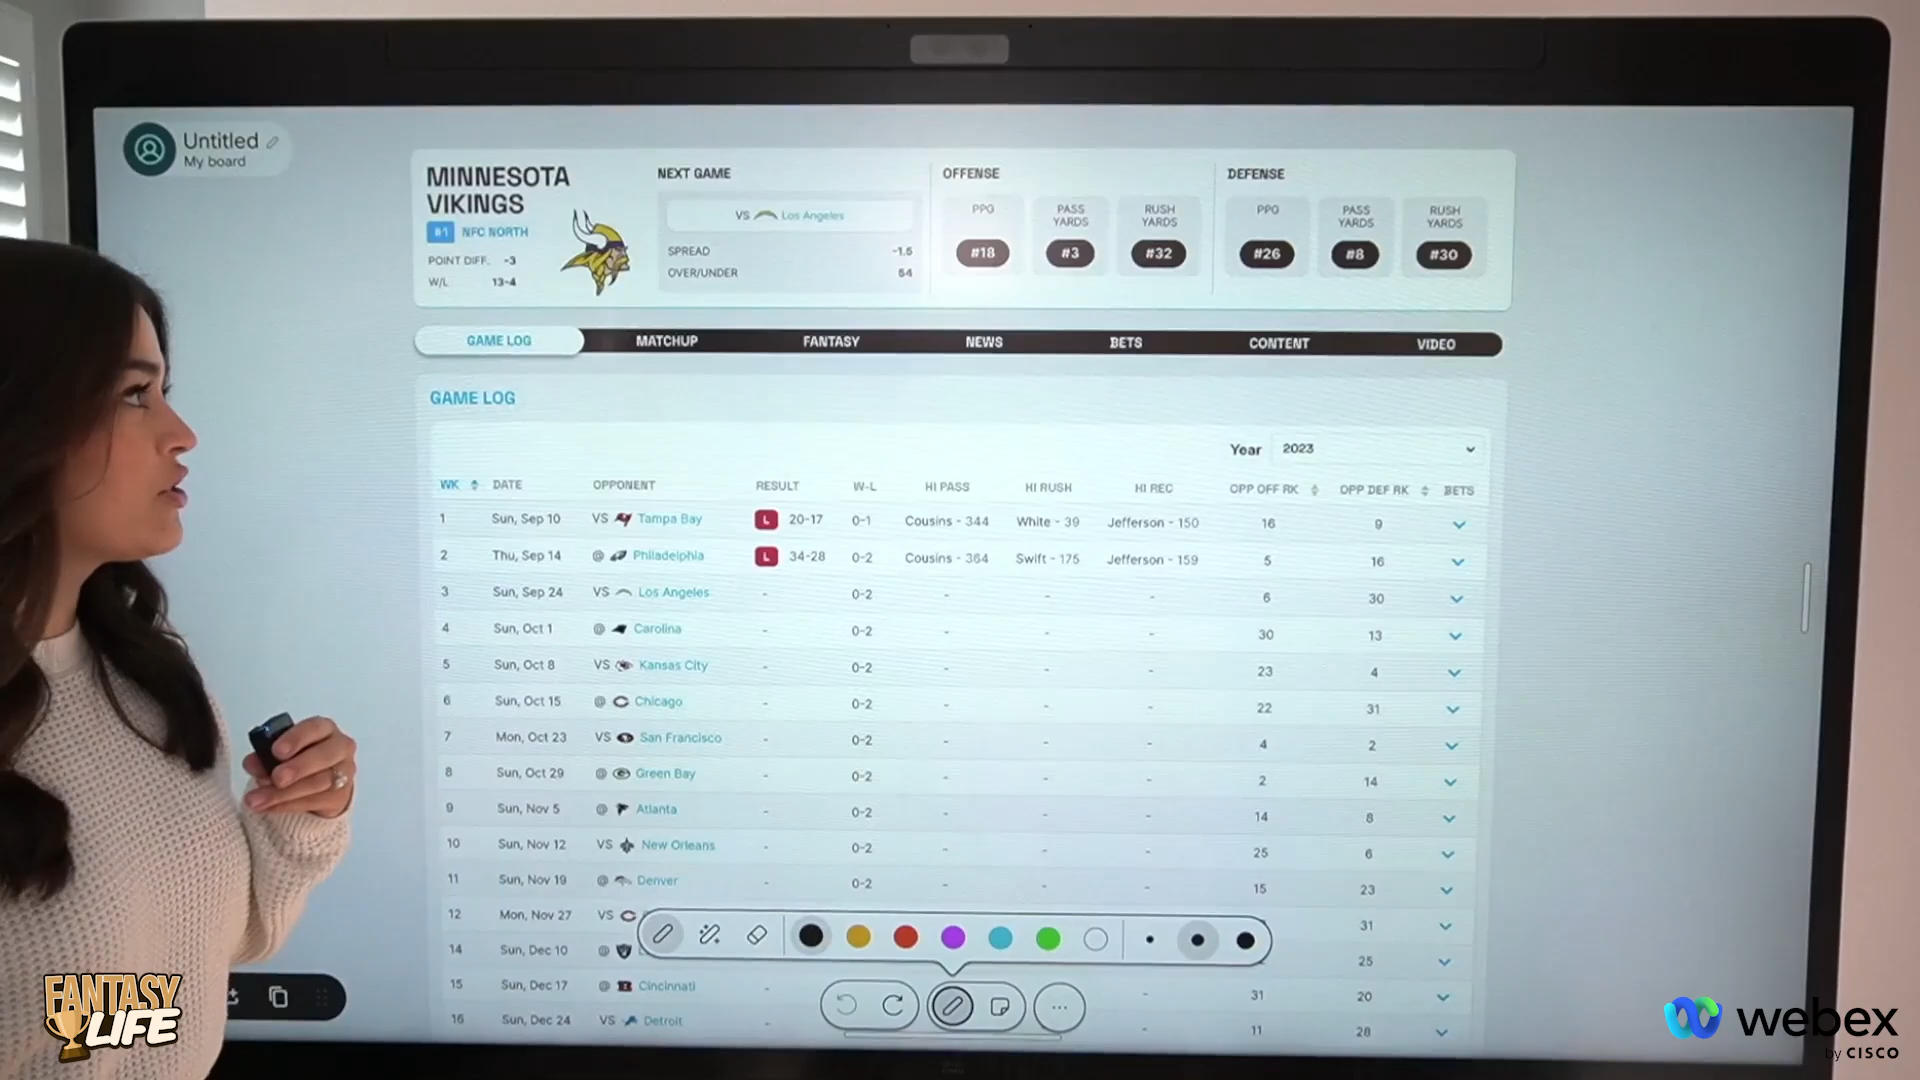 Untitled
My board
MINNESOTA
VIKINGS
#1 NFC NORTH
POINT DIFF. -3
W/L 13-4
NEXT GAME
VS Los Angeles
SPREAD -1.5
OVER/UNDER 54
OFFENSE
PPG PASS YARDS RUSH YARDS
#18 #3 #32
DEFENSE
PPG PASS YARDS RUSH YARDS
#26 #8 #30
GAME LOG MATCHUP FANTASY NEWS BETS CONTENT VIDEO
GAME LOG
Year 2023
WK DATE OPPONENT RESULT W-L HI PASS HI RUSH HI REC OPP OFF RK OPP DEF RK BETS
1 Sun, Sep 10 VS Tampa Bay L 20-17 0-1 Cousins - 344 White - 39 Jefferson - 150 16 9
2 Thu, Sep 14 @ Philadelphia L 34-28 0-2 Cousins - 364 Swift - 175 Jefferson - 159 5 16
3 Sun, Sep 24 VS Los Angeles - 0-2 - - - 6 30
4 Sun, Oct 1 @ Carolina - 0-2 - - - 30 13
5 Sun, Oct 8 VS Kansas City - 0-2 - - - 23 4
6 Sun, Oct 15 @ Chicago - 0-2 - - - 22 31
7 Mon, Oct 23 VS San Francisco - 0-2 - - - 4 2
8 Sun, Oct 29 @ Green Bay - 0-2 - - - 2 14
9 Sun, Nov 5 @ Atlanta - 0-2 - - - 14 8
10 Sun, Nov 12 VS New Orleans - 0-2 - - - 25 6
11 Sun, Nov 19 @ Denver - 0-2 - - - 15 23
12 Mon, Nov 27 VS 31
14 Sun, Dec 10 @ 25
15 Sun, Dec 17 @ Cincinnati - - 31 20
16 Sun, Dec 24 VS Detroit - - 11 28
FANTASY
LIFE
webex
by CISCO